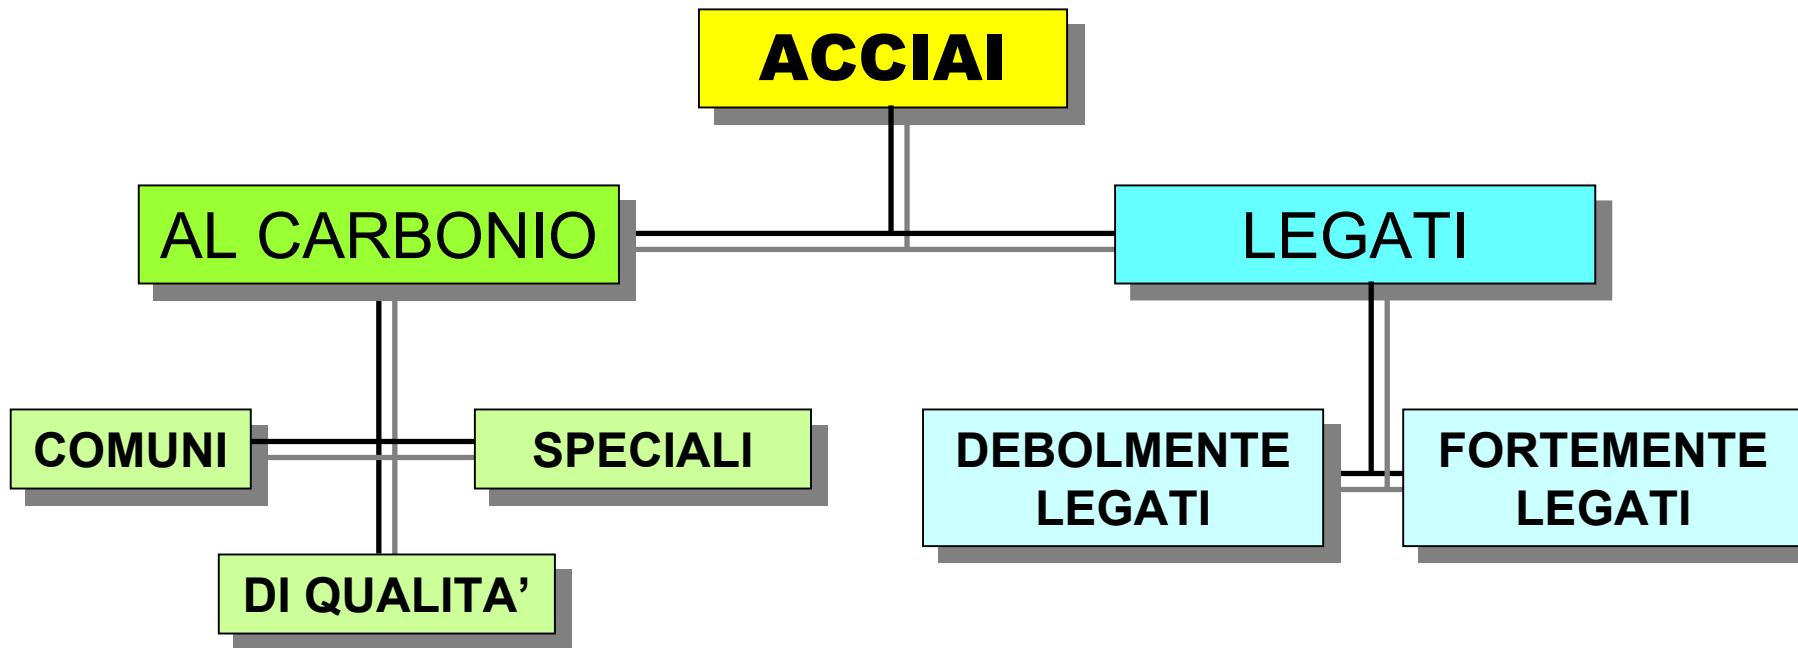 ACCIAI
AL CARBONIO
LEGATI
COMUNI
SPECIALI
DI QUALITA’
DEBOLMENTE
LEGATI
FORTEMENTE
LEGATI